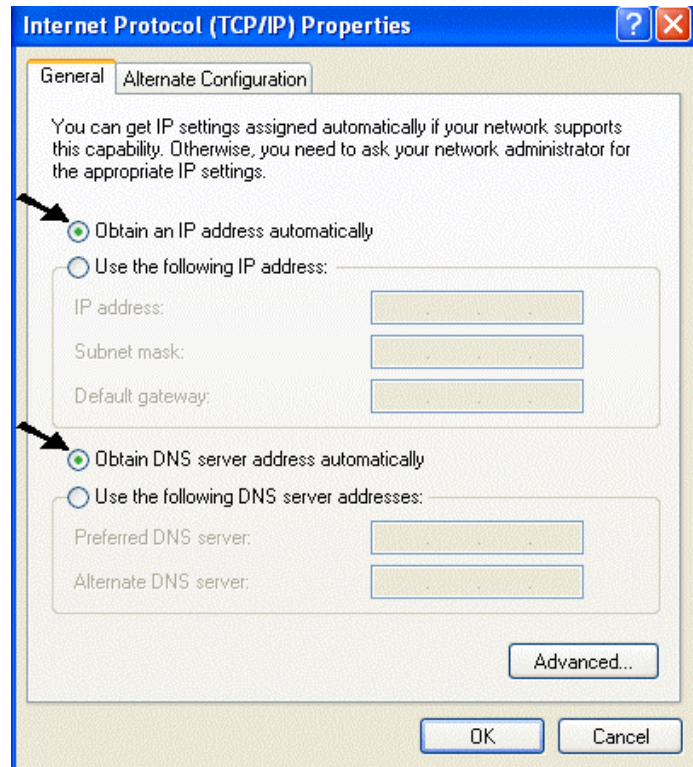 Internet Protocol (TCP/IP) Properties
General
Alternate Configuration
You can get IP settings assigned automatically if your network supports
this capability. Otherwise, you need to ask your network administrator for
the appropriate IP settings.
Obtain an IP address automatically
Use the following IP address:
IP address:
Subnet mask:
Default gateway:
Obtain DNS server address automatically
Use the following DNS server addresses:
Preferred DNS server:
Alternate DNS server:
Advanced...
OK
Cancel